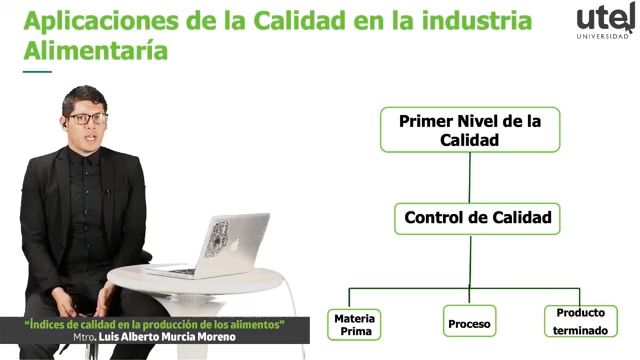 Aplicaciones de la Calidad en la industria
Alimentaría
utel
UNIVERSIDAD
Primer Nivel de la
Calidad
Control de Calidad
Materia
Prima
Proceso
Producto
terminado
“Índices de calidad en la producción de los alimentos”
Mtro. Luis Alberto Murcia Moreno